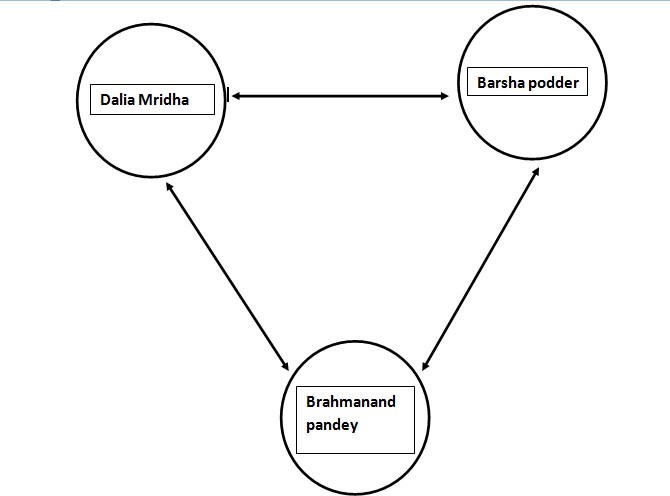 Dalia Mridha
Barsha podder
Brahmanand
pandey